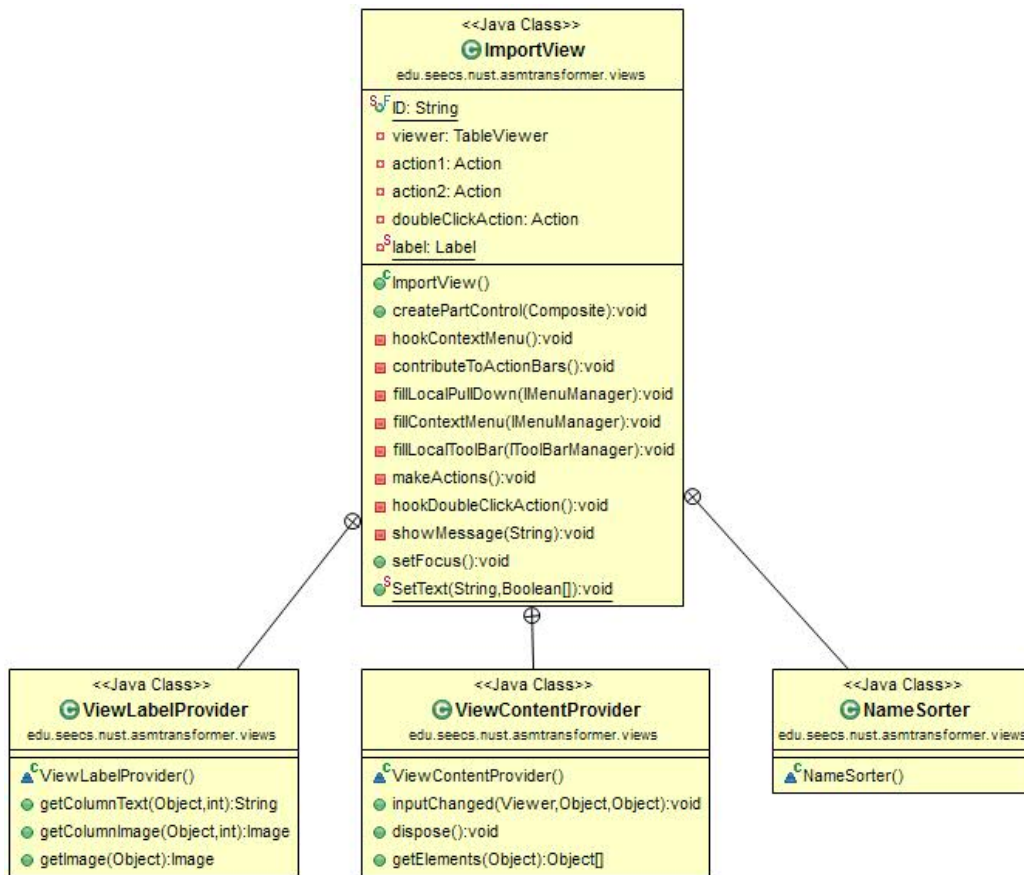 <<Java Class>>
ImportView
edu.seecs.nust.asmtransformer.views
ID: String
viewer: TableViewer
action1: Action
action2: Action
doubleClickAction: Action
label: Label
ImportView()
createPartControl(Composite):void
hookContextMenu():void
contributeToActionBars():void
fillLocalPullDown(IMenuManager):void
fillContextMenu(IMenuManager):void
fillLocalToolBar(IToolBarManager):void
makeActions():void
hookDoubleClickAction():void
showMessage(String):void
setFocus():void
SetText(String,Boolean[]):void
<<Java Class>>
ViewLabelProvider
edu.seecs.nust.asmtransformer.views
ViewLabelProvider()
getColumnText(Object,int):String
getColumnImage(Object,int):Image
getImage(Object):Image
<<Java Class>>
ViewContentProvider
edu.seecs.nust.asmtransformer.views
ViewContentProvider()
inputChanged(Viewer,Object,Object):void
dispose():void
getElements(Object):Object[]
<<Java Class>>
NameSorter
edu.seecs.nust.asmtransformer.views
NameSorter()